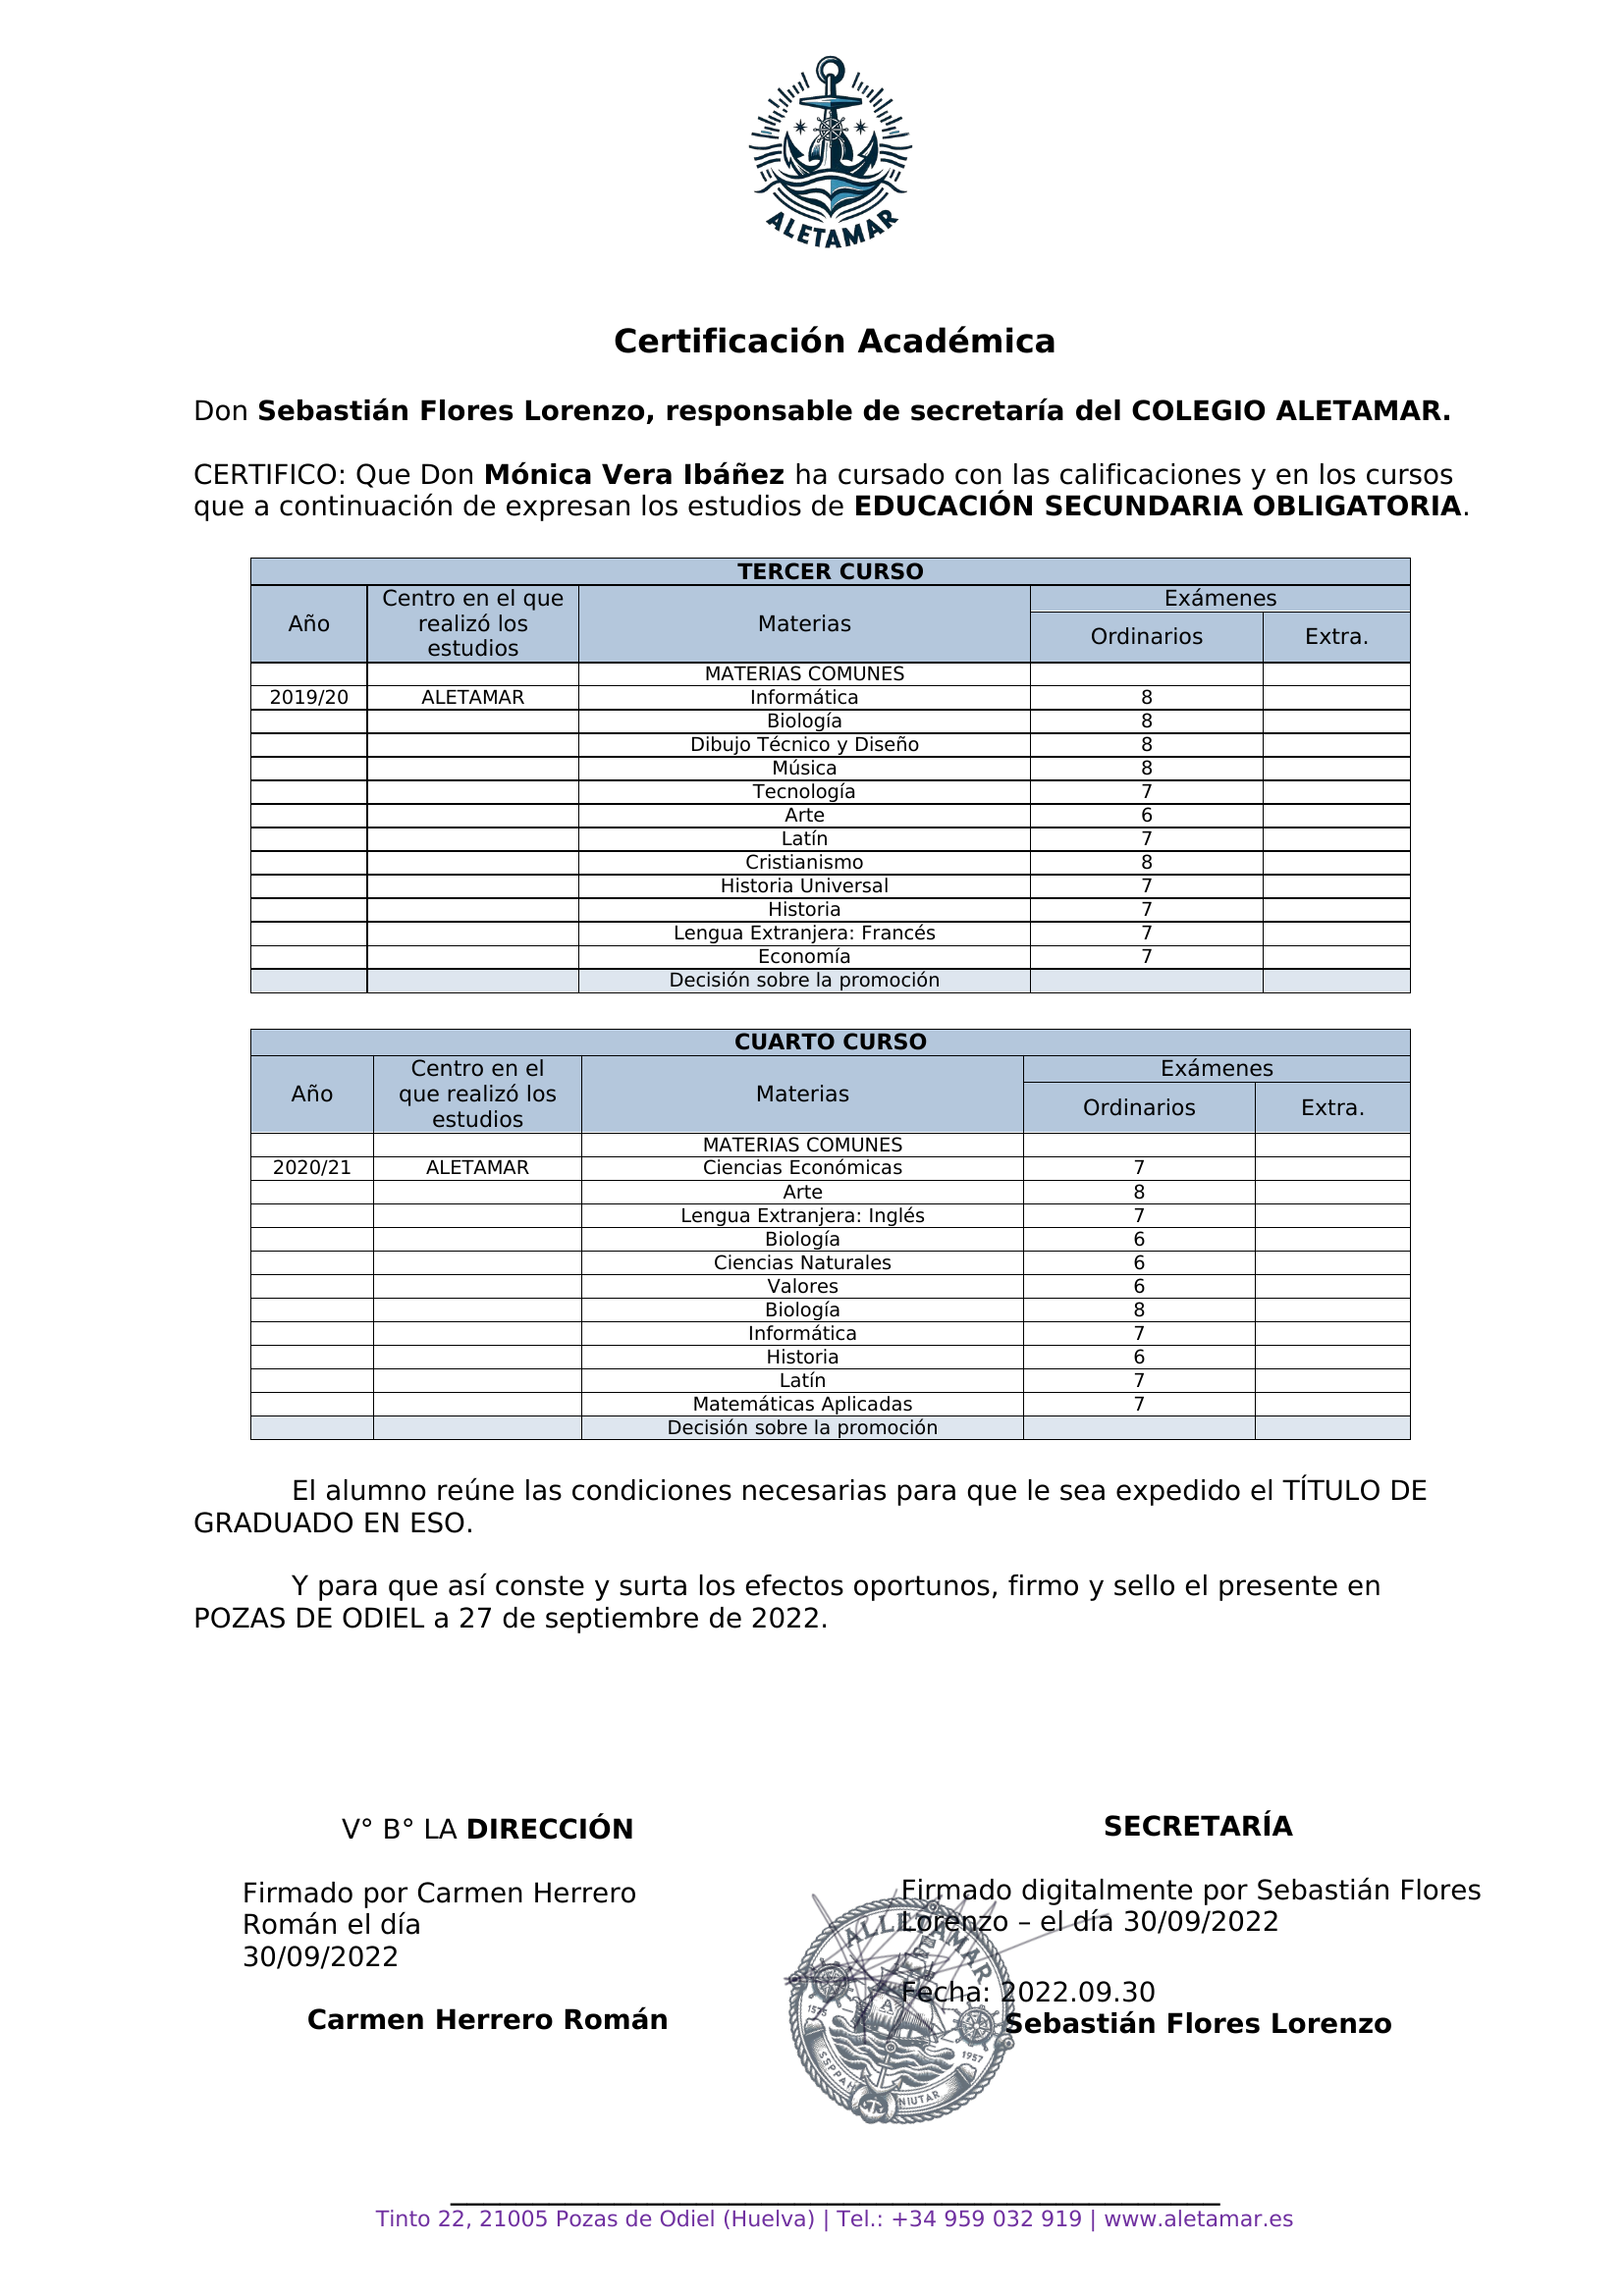 ALETAMAR
Certificación Académica
Don Sebastián Flores Lorenzo, responsable de secretaría del COLEGIO ALETAMAR.
CERTIFICO: Que Don Mónica Vera Ibáñez ha cursado con las calificaciones y en los cursos
que a continuación de expresan los estudios de EDUCACIÓN SECUNDARIA OBLIGATORIA.
TERCER CURSO
Año Centro en el que realizó los estudios Materias Exámenes
Ordinarios Extra.
MATERIAS COMUNES
2019/20 ALETAMAR Informática 8
Biología 8
Dibujo Técnico y Diseño 8
Música 8
Tecnología 7
Arte 6
Latín 7
Cristianismo 8
Historia Universal 7
Historia 7
Lengua Extranjera: Francés 7
Economía 7
Decisión sobre la promoción
CUARTO CURSO
Año Centro en el que realizó los estudios Materias Exámenes
Ordinarios Extra.
MATERIAS COMUNES
2020/21 ALETAMAR Ciencias Económicas 7
Arte 8
Lengua Extranjera: Inglés 7
Biología 6
Ciencias Naturales 6
Valores 6
Biología 8
Informática 7
Historia 6
Latín 7
Matemáticas Aplicadas 7
Decisión sobre la promoción
El alumno reúne las condiciones necesarias para que le sea expedido el TÍTULO DE
GRADUADO EN ESO.
Y para que así conste y surta los efectos oportunos, firmo y sello el presente en
POZAS DE ODIEL a 27 de septiembre de 2022.
V° B° LA DIRECCIÓN
Firmado por Carmen Herrero
Román el día
30/09/2022
Carmen Herrero Román
SECRETARÍA
Firmado digitalmente por Sebastián Flores
Lorenzo – el día 30/09/2022
Fecha: 2022.09.30
Sebastián Flores Lorenzo
ALLETAMAR
A
1575
1957
NIUTAR
Tinto 22, 21005 Pozas de Odiel (Huelva) | Tel.: +34 959 032 919 | www.aletamar.es